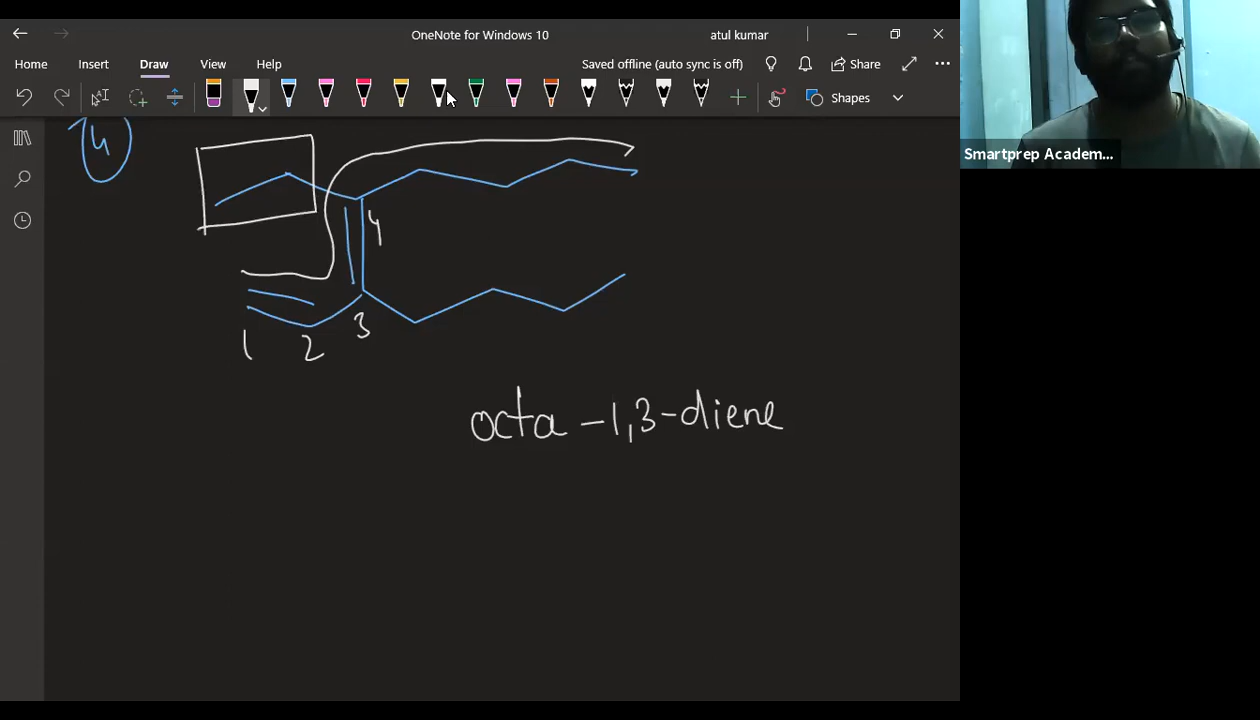 OneNote for Windows 10
atul kumar
Home
Insert
Draw
View
Help
Saved offline (auto sync is off)
Share
Shapes
Smartprep Academ...
4
4
1
2
3
octa-1,3-diene